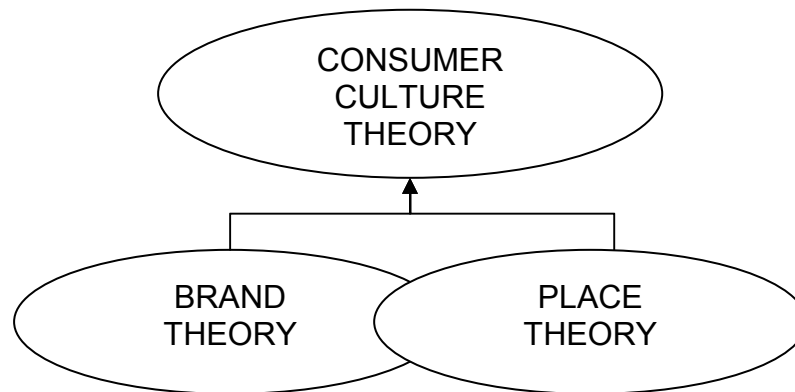 CONSUMER
CULTURE
THEORY
BRAND
THEORY
PLACE
THEORY